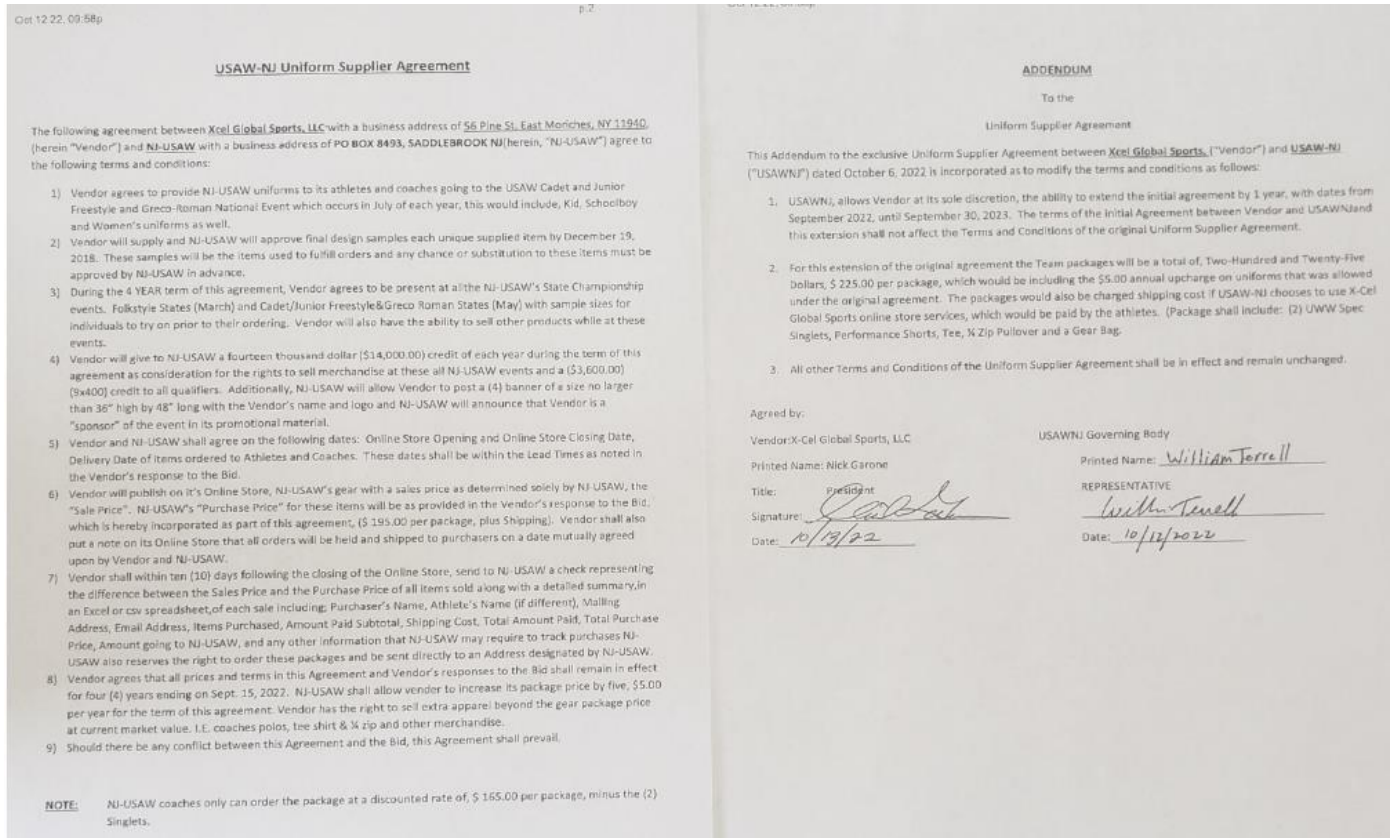 Oct 12 22, 09:58p
p.2
USAW-NJ Uniform Supplier Agreement
The following agreement between Xcel Global Sports, LLC with a business address of 56 Pine St. East Moriches, NY 11940,
(herein "Vendor") and NJ-USAW with a business address of PO BOX 8493, SADDLEBROOK NJ(herein, "NJ-USAW") agree to
the following terms and conditions:
1) Vendor agrees to provide NJ-USAW uniforms to its athletes and coaches going to the USAW Cadet and Junior
Freestyle and Greco-Roman National Event which occurs in July of each year, this would include, Kid, Schoolboy
and Women's uniforms as well.
2) Vendor will supply and NJ-USAW will approve final design samples each unique supplied item by December 19,
2018. These samples will be the items used to fulfill orders and any chance or substitution to these items must be
approved by NJ-USAW in advance.
3) During the 4 YEAR term of this agreement, Vendor agrees to be present at all the NJ-USAW's State Championship
events. Folkstyle States (March) and Cadet/Junior Freestyle&Greco Roman States (May) with sample sizes for
individuals to try on prior to their ordering. Vendor will also have the ability to sell other products while at these
events.
4) Vendor will give to NJ-USAW a fourteen thousand dollar ($14,000.00) credit of each year during the term of this
agreement as consideration for the rights to sell merchandise at these all NJ-USAW events and a ($3,600.00)
(9x400) credit to all qualifiers. Additionally, NJ-USAW will allow Vendor to post a (4) banner of a size no larger
than 36" high by 48" long with the Vendor's name and logo and NJ-USAW will announce that Vendor is a
"sponsor" of the event in its promotional material.
5) Vendor and NJ-USAW shall agree on the following dates: Online Store Opening and Online Store Closing Date,
Delivery Date of items ordered to Athletes and Coaches. These dates shall be within the Lead Times as noted in
the Vendor's response to the Bid.
6) Vendor will publish on it's Online Store, NJ-USAW's gear with a sales price as determined solely by NJ-USAW, the
"Sale Price". NJ-USAW's "Purchase Price" for these items will be as provided in the Vendor's response to the Bid,
which is hereby incorporated as part of this agreement, ($ 195.00 per package, plus Shipping). Vendor shall also
put a note on its Online Store that all orders will be held and shipped to purchasers on a date mutually agreed
upon by Vendor and NJ-USAW.
7) Vendor shall within ten (10) days following the closing of the Online Store, send to NJ-USAW a check representing
the difference between the Sales Price and the Purchase Price of all items sold along with a detailed summary,in
an Excel or csv spreadsheet,of each sale including: Purchaser's Name, Athlete's Name (if different), Mailing
Address, Email Address, Items Purchased, Amount Paid Subtotal, Shipping Cost, Total Amount Paid, Total Purchase
Price, Amount going to NJ-USAW, and any other information that NJ-USAW may require to track purchases NJ-
USAW also reserves the right to order these packages and be sent directly to an Address designated by NJ-USAW.
8) Vendor agrees that all prices and terms in this Agreement and Vendor's responses to the Bid shall remain in effect
for four (4) years ending on Sept. 15, 2022. NJ-USAW shall allow vender to increase its package price by five, $5.00
per year for the term of this agreement. Vendor has the right to sell extra apparel beyond the gear package price
at current market value. I.E. coaches polos, tee shirt & ¼ zip and other merchandise.
9) Should there be any conflict between this Agreement and the Bid, this Agreement shall prevail.
NOTE: NJ-USAW coaches only can order the package at a discounted rate of, $ 165.00 per package, minus the (2)
Singlets.
ADDENDUM
To the
Uniform Supplier Agreement
This Addendum to the exclusive Uniform Supplier Agreement between Xcel Global Sports, ("Vendor") and USAW-NJ
("USAWNJ") dated October 6, 2022 is incorporated as to modify the terms and conditions as follows:
1. USAWNJ, allows Vendor at its sole discretion, the ability to extend the initial agreement by 1 year, with dates from
September 2022, until September 30, 2023. The terms of the Initial Agreement between Vendor and USAWNJand
this extension shall not affect the Terms and Conditions of the original Uniform Supplier Agreement.
2. For this extension of the original agreement the Team packages will be a total of, Two-Hundred and Twenty-Five
Dollars, $ 225.00 per package, which would be including the $5.00 annual upcharge on uniforms that was allowed
under the original agreement. The packages would also be charged shipping cost if USAW-NJ chooses to use X-Cel
Global Sports online store services, which would be paid by the athletes. (Package shall include: (2) UWW Spec
Singlets, Performance Shorts, Tee, ¼ Zip Pullover and a Gear Bag.
3. All other Terms and Conditions of the Uniform Supplier Agreement shall be in effect and remain unchanged.
Agreed by:
Vendor:X-Cel Global Sports, LLC
Printed Name: Nick Garone
Title: President
Signature:
Date: 10/13/22
USAWNJ Governing Body
Printed Name: William Terrell
REPRESENTATIVE
Date: 10/12/2022